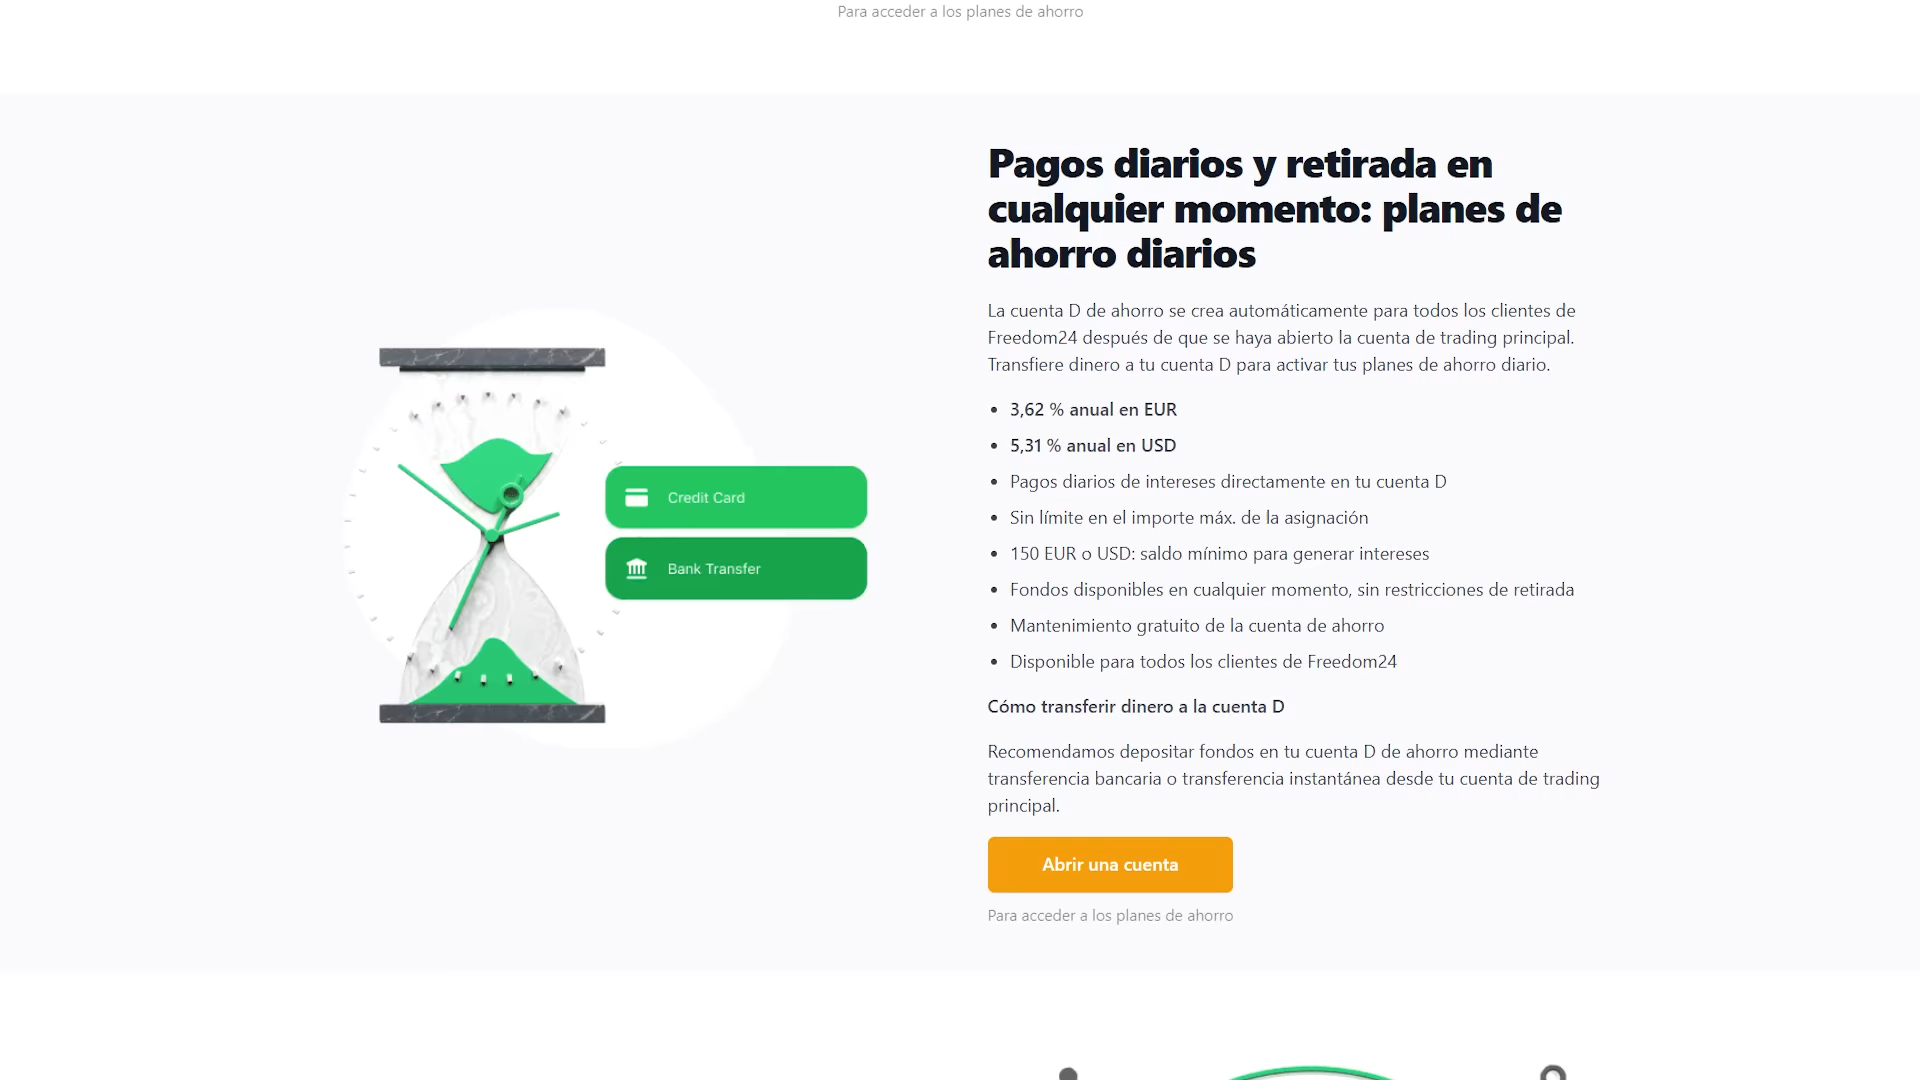 Para acceder a los planes de ahorro
Pagos diarios y retirada en
cualquier momento: planes de
ahorro diarios
La cuenta D de ahorro se crea automáticamente para todos los clientes de
Freedom24 después de que se haya abierto la cuenta de trading principal.
Transfiere dinero a tu cuenta D para activar tus planes de ahorro diario.
• 3,62 % anual en EUR
• 5,31 % anual en USD
• Pagos diarios de intereses directamente en tu cuenta D
• Sin límite en el importe máx. de la asignación
• 150 EUR o USD: saldo mínimo para generar intereses
• Fondos disponibles en cualquier momento, sin restricciones de retirada
• Mantenimiento gratuito de la cuenta de ahorro
• Disponible para todos los clientes de Freedom24
Cómo transferir dinero a la cuenta D
Recomendamos depositar fondos en tu cuenta D de ahorro mediante
transferencia bancaria o transferencia instantánea desde tu cuenta de trading
principal.
Abrir una cuenta
Para acceder a los planes de ahorro
Credit Card
Bank Transfer